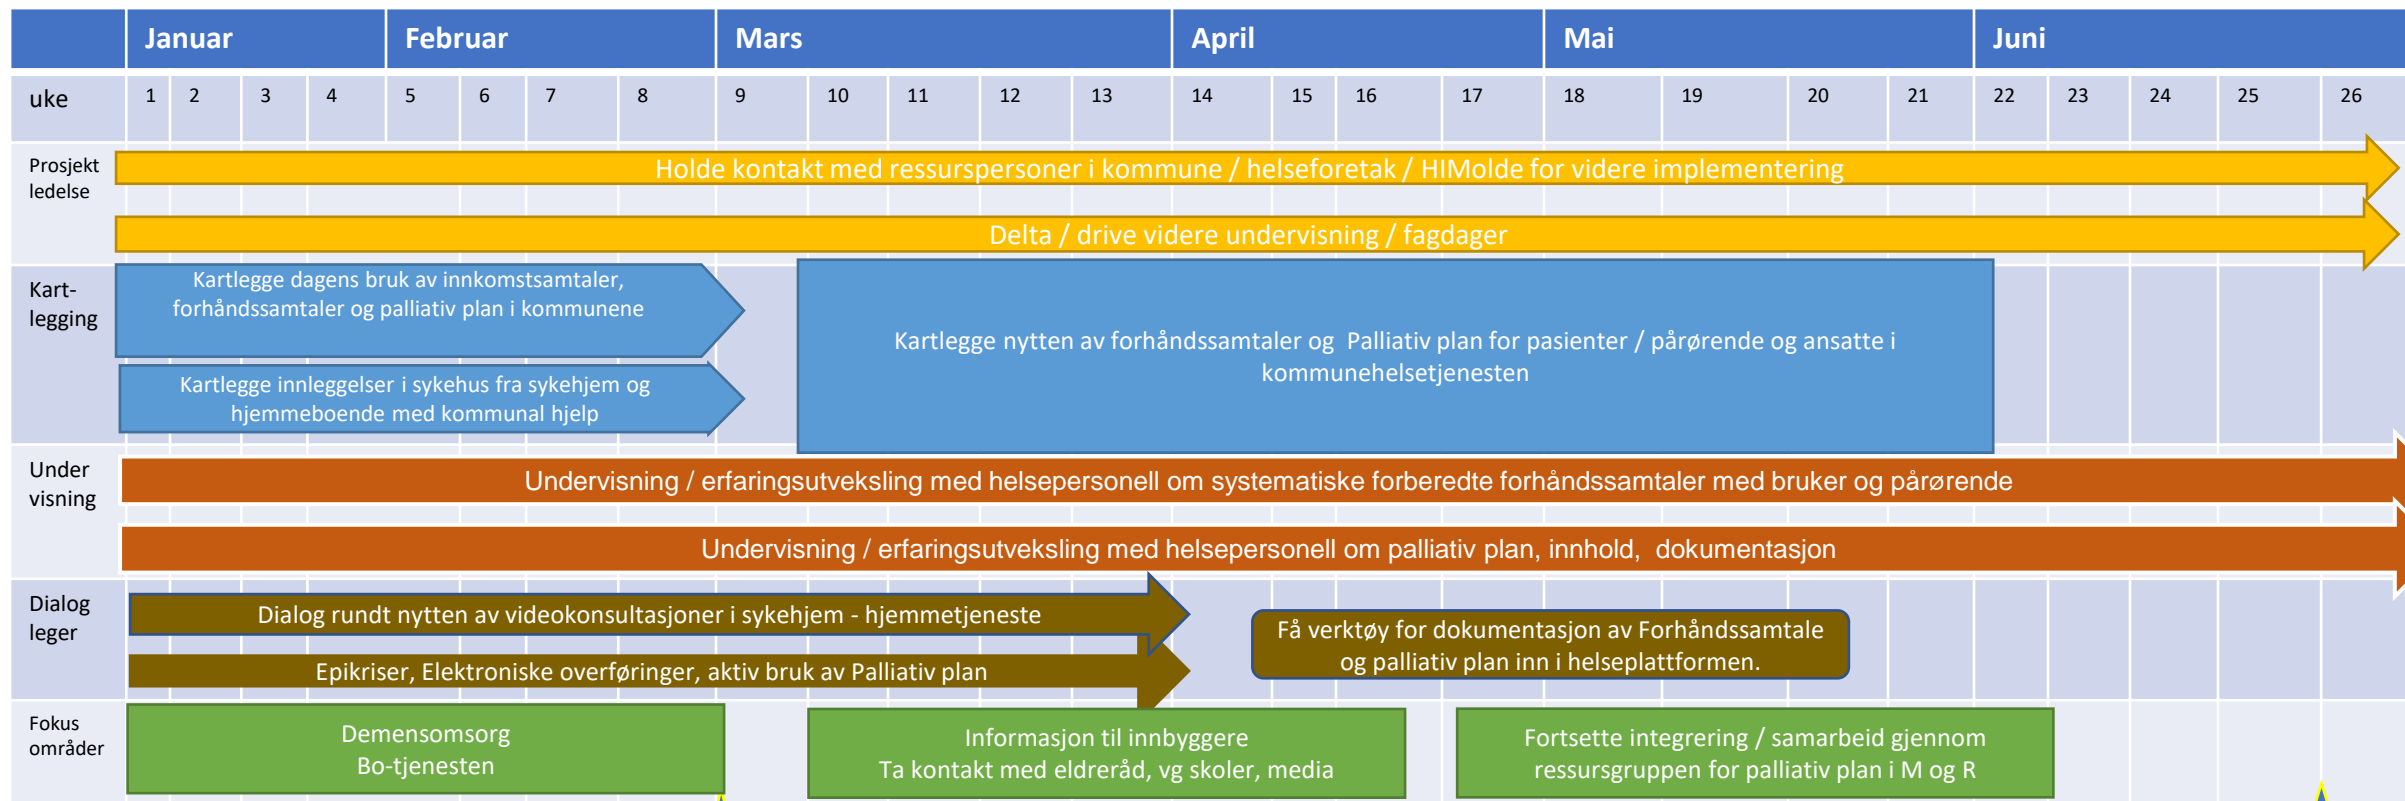 Januar Februar Mars April Mai Juni
uke 1 2 3 4 5 6 7 8 9 10 11 12 13 14 15 16 17 18 19 20 21 22 23 24 25 26
Prosjekt
ledelse
Holde kontakt med ressurspersoner i kommune / helseforetak / HIMolde for videre implementering
Delta / drive videre undervisning / fagdager
Kart-
legging
Kartlegge dagens bruk av innkomstsamtaler,
forhåndssamtaler og palliativ plan i kommunene
Kartlegge innleggelser i sykehus fra sykehjem og
hjemmeboende med kommunal hjelp
Kartlegge nytten av forhåndssamtaler og  Palliativ plan for pasienter / pårørende og ansatte i
kommunehelsetjenesten
Under
visning
Undervisning / erfaringsutveksling med helsepersonell om systematiske forberedte forhåndssamtaler med bruker og pårørende
Undervisning / erfaringsutveksling med helsepersonell om palliativ plan, innhold,  dokumentasjon
Dialog
leger
Dialog rundt nytten av videokonsultasjoner i sykehjem - hjemmetjeneste
Epikriser, Elektroniske overføringer, aktiv bruk av Palliativ plan
Få verktøy for dokumentasjon av Forhåndssamtale
og palliativ plan inn i helseplattformen.
Fokus
områder
Demensomsorg
Bo-tjenesten
Informasjon til innbyggere
Ta kontakt med eldreråd, vg skoler, media
Fortsette integrering / samarbeid gjennom
ressursgruppen for palliativ plan i M og R